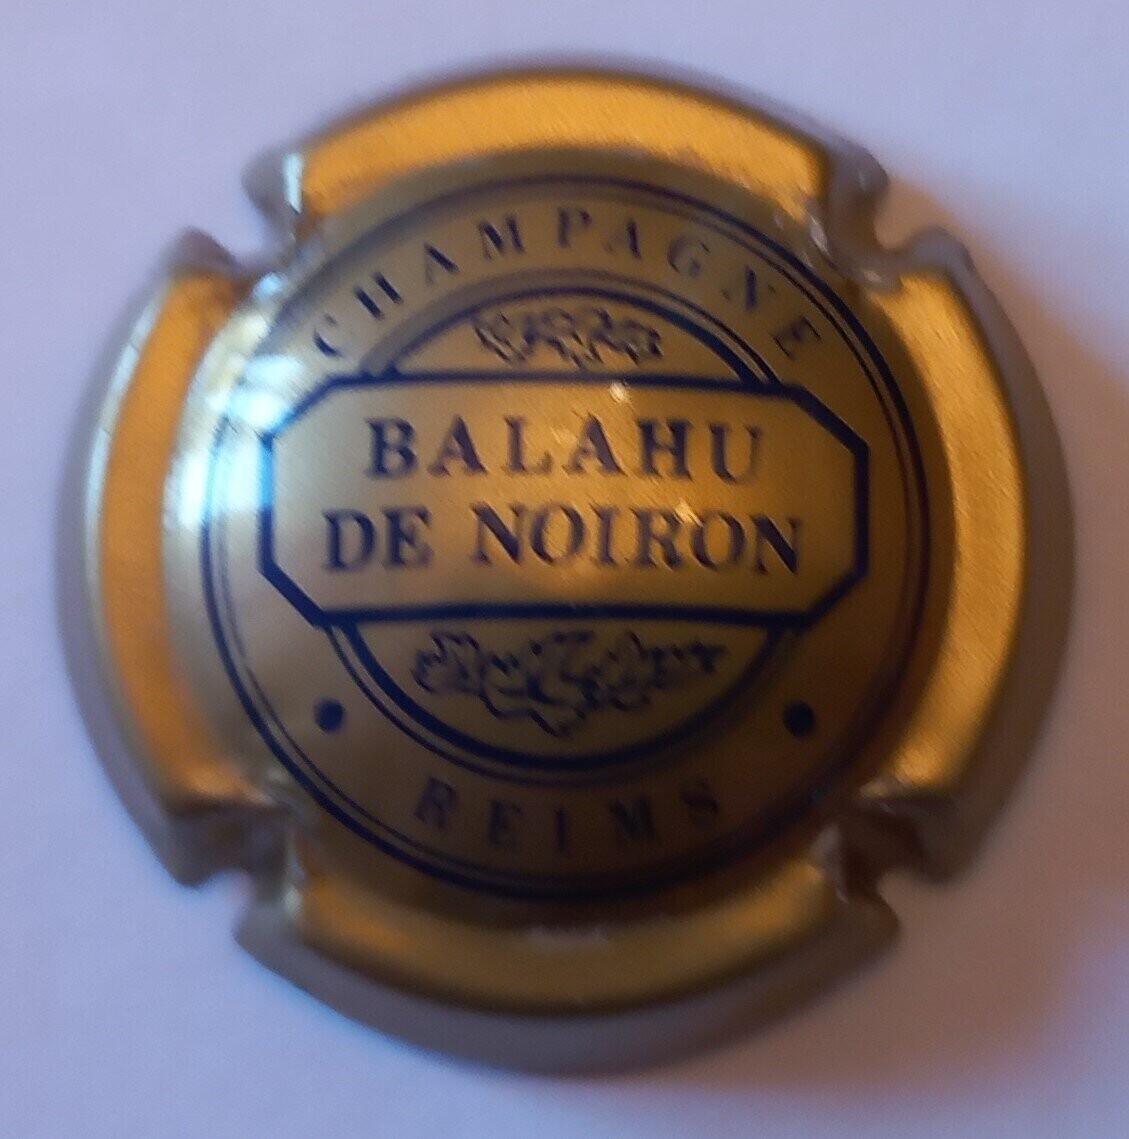 CHAMPAGNE
BALAHU
DE NOIRON
REIMS